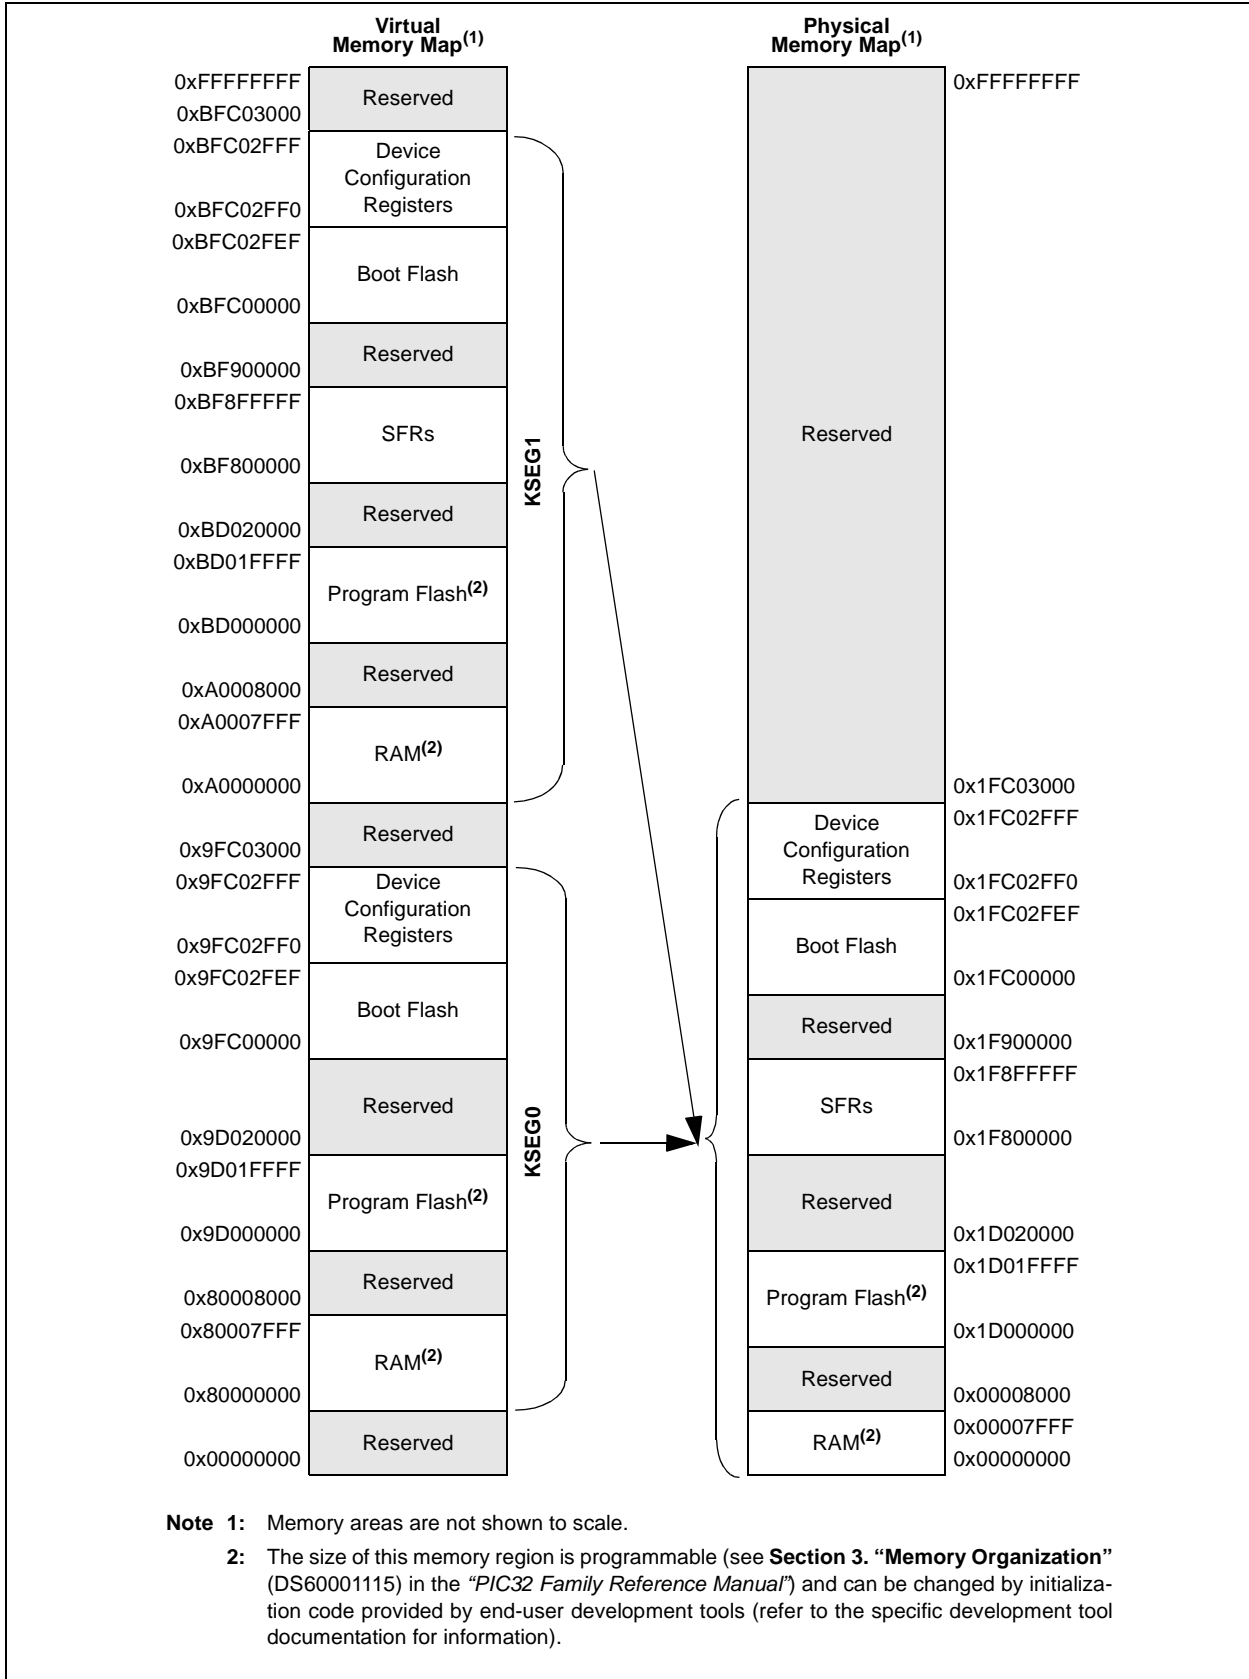 Virtual
Memory Map(1)
Physical
Memory Map(1)
0xFFFFFFFF
Reserved
0xBFC03000
0xBFC02FFF
Device
Configuration
Registers
0xBFC02FF0
0xBFC02FEF
Boot Flash
0xBFC00000
Reserved
0xBF900000
0xBF8FFFFF
SFRs
0xBF800000
Reserved
0xBD020000
0xBD01FFFF
Program Flash(2)
0xBD000000
Reserved
0xA0008000
0xA0007FFF
RAM(2)
0xA0000000
KSEG1
Reserved
0x9FC03000
0x9FC02FFF
Device
Configuration
Registers
0x9FC02FF0
0x9FC02FEF
Boot Flash
0x9FC00000
Reserved
0x9D020000
0x9D01FFFF
Program Flash(2)
0x9D000000
Reserved
0x80008000
0x80007FFF
RAM(2)
0x80000000
KSEG0
Reserved
0x00000000
0xFFFFFFFF
Reserved
0x1FC03000
0x1FC02FFF
Device
Configuration
Registers
0x1FC02FF0
0x1FC02FEF
Boot Flash
0x1FC00000
Reserved
0x1F900000
0x1F8FFFFF
SFRs
0x1F800000
Reserved
0x1D020000
0x1D01FFFF
Program Flash(2)
0x1D000000
Reserved
0x00008000
0x00007FFF
RAM(2)
0x00000000
Note 1: Memory areas are not shown to scale.
2: The size of this memory region is programmable (see Section 3. “Memory Organization”
(DS60001115) in the “PIC32 Family Reference Manual”) and can be changed by initializa-
tion code provided by end-user development tools (refer to the specific development tool
documentation for information).